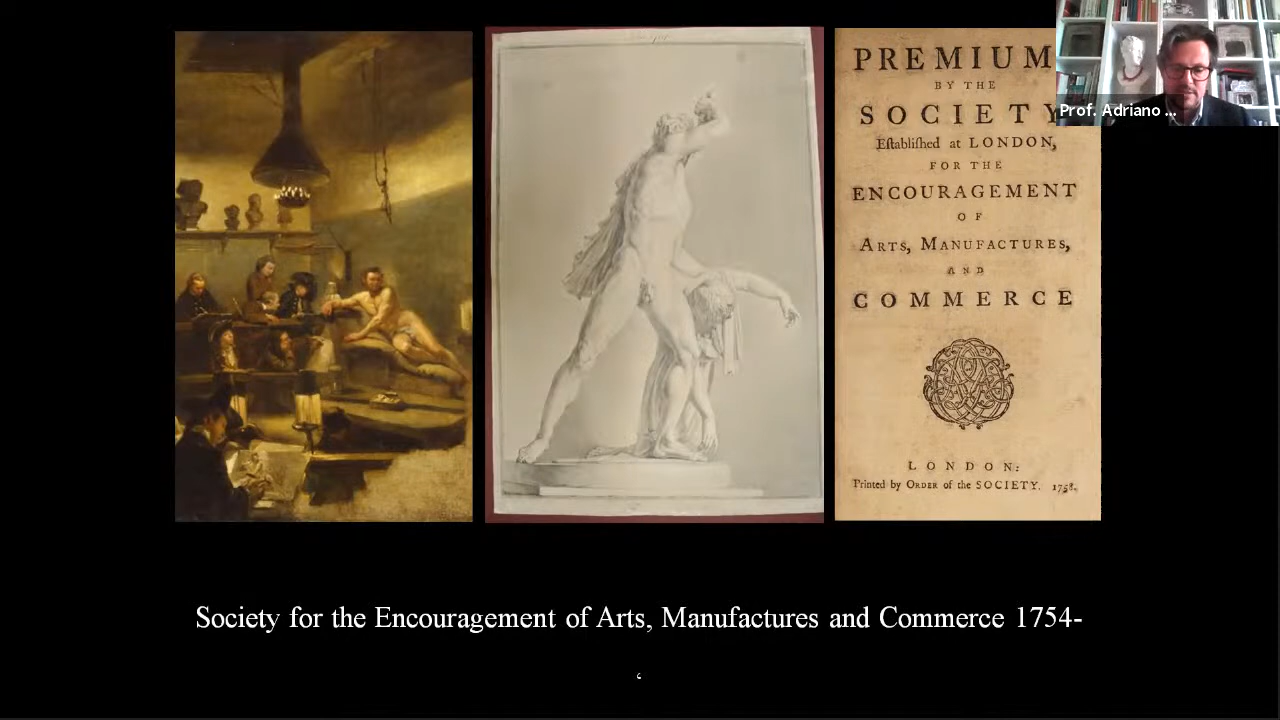 PREMIUM
BY THE
SOCIETY
Eſtabliſhed at LONDON,
FOR THE
ENCOURAGEMENT
OF
ARTS, MANUFACTURES,
AND
COMMERCE
LONDON:
Printed by ORDER of the SOCIETY. 1758.
Prof. Adriano ...
Society for the Encouragement of Arts, Manufactures and Commerce 1754-
‘